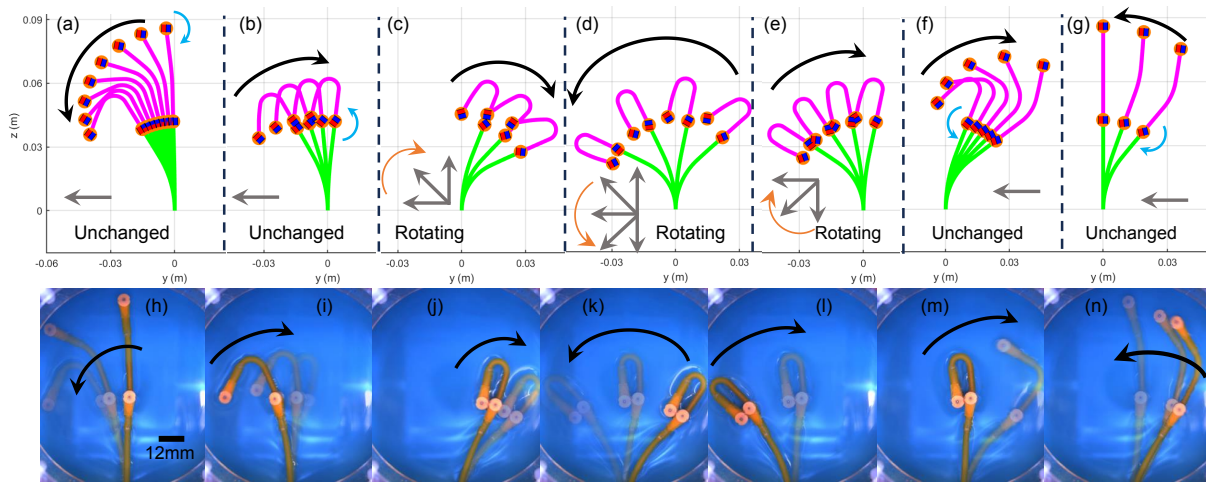 (a) (b) (c) (d) (e) (f) (g)
0.09
0.06
0.03
0
z (m)
Unchanged Unchanged Rotating Rotating Rotating Unchanged Unchanged
-0.06 -0.03 0 -0.03 0 0 0.03 -0.03 0 0.03 -0.03 0 0 0.03 0 0.03
y (m) y (m) y (m) y (m) y (m) y (m) y (m)
(h) (i) (j) (k) (l) (m) (n)
12mm